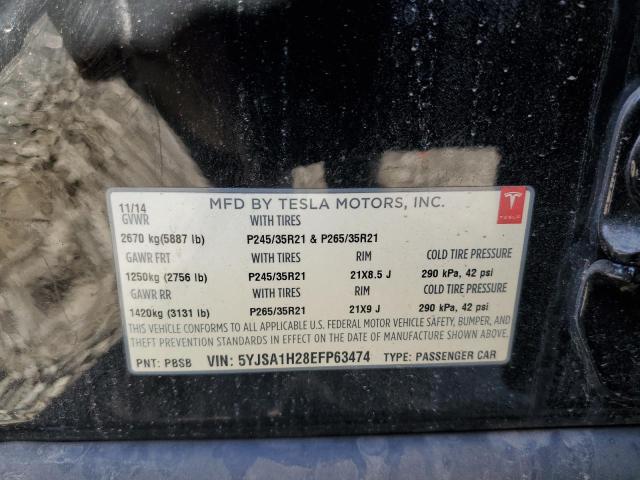 11/14 MFD BY TESLA MOTORS, INC.
GVWR WITH TIRES
2670 kg(5887 lb) P245/35R21 & P265/35R21
GAWR FRT WITH TIRES RIM COLD TIRE PRESSURE
1250kg (2756 lb) P245/35R21 21X8.5 J 290 kPa, 42 psi
GAWR RR WITH TIRES RIM COLD TIRE PRESSURE
1420kg (3131 lb) P265/35R21 21X9 J 290 kPa, 42 psi
THIS VEHICLE CONFORMS TO ALL APPLICABLE U.S. FEDERAL MOTOR VEHICLE SAFETY, BUMPER, AND
THEFT PREVENTION STANDARDS IN EFFECT ON THE DATE OF MANUFACTURE SHOWN ABOVE.
PNT: PBSB VIN: 5YJSA1H28EFP63474 TYPE: PASSENGER CAR
TESLA